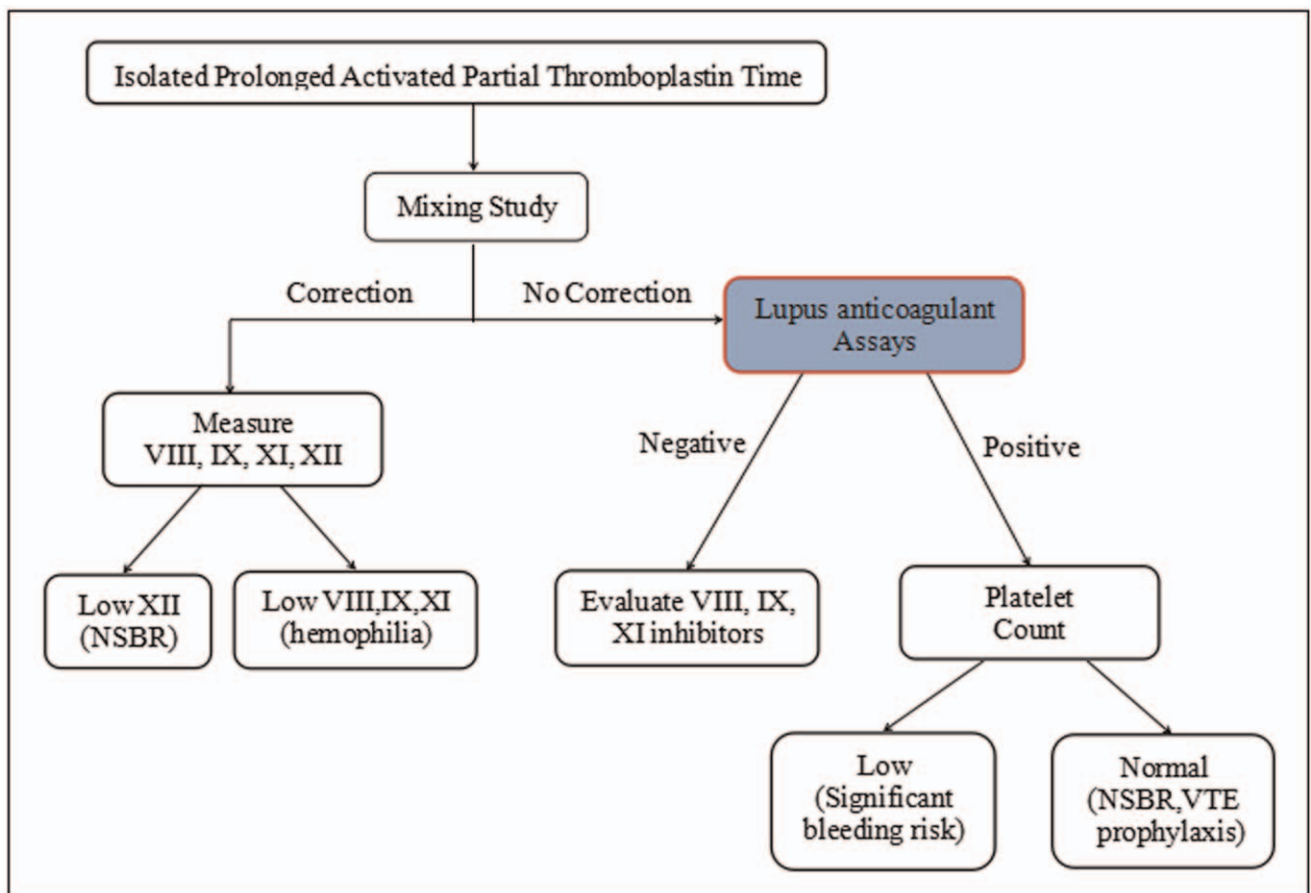 Isolated Prolonged Activated Partial Thromboplastin Time
Mixing Study
Correction
No Correction
Lupus anticoagulant
Assays
Measure
VIII, IX, XI, XII
Negative
Positive
Low XII
(NSBR)
Low VIII,IX,XI
(hemophilia)
Evaluate VIII, IX,
XI inhibitors
Platelet
Count
Low
(Significant
bleeding risk)
Normal
(NSBR,VTE
prophylaxis)